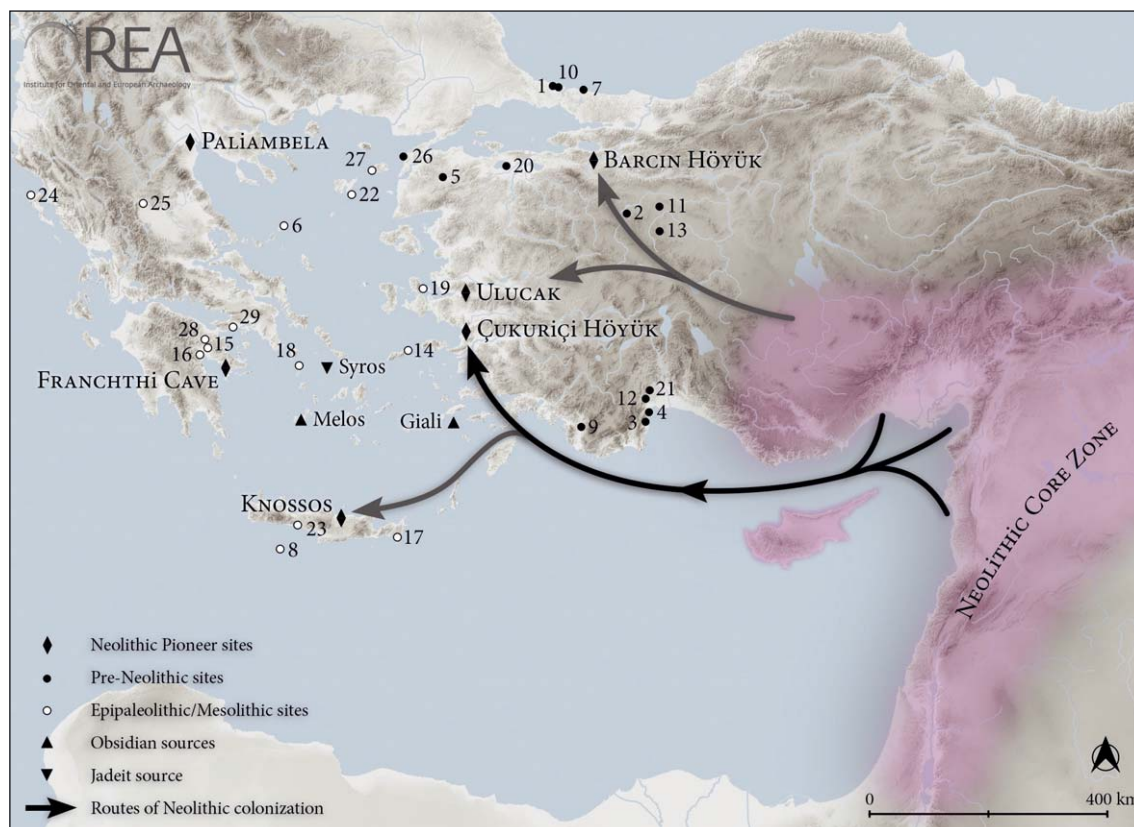 OREA
Institute for Oriental and European Archaeology
10
1
7
PALIAMBELA
27
26
20
BARCIN HÖYÜK
5
24
25
22
2
11
6
13
19
ULUCAK
ÇUKURİÇİ HÖYÜK
29
28
15
16
18
Syros
14
FRANCHTHI CAVE
21
12
Melos
Giali
9
3
4
KNOSSOS
23
17
8
NEOLITHIC CORE ZONE
Neolithic Pioneer sites
Pre-Neolithic sites
Epipaleolithic/Mesolithic sites
Obsidian sources
Jadeit source
Routes of Neolithic colonization
0
400 km